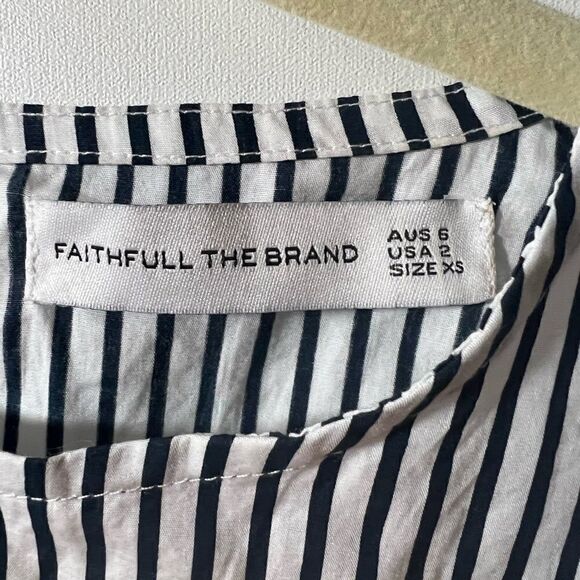 FAITHFULL THE BRAND
AUS 6
USA 2
SIZE XS